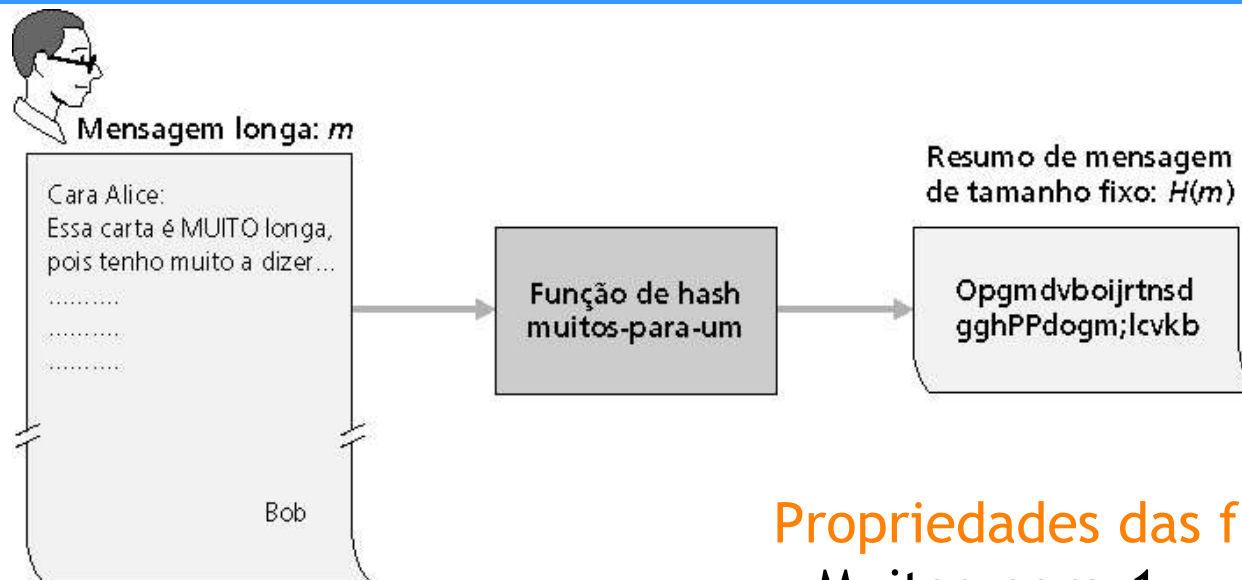 Mensagem longa: m
Cara Alice:
Essa carta é MUITO longa,
pois tenho muito a dizer...
..........
..........
..........
Bob
Função de hash
muitos-para-um
Resumo de mensagem
de tamanho fixo: H(m)
Opgmdvboijrtnsd
gghPPdogm;lcvkb
Propriedades das f